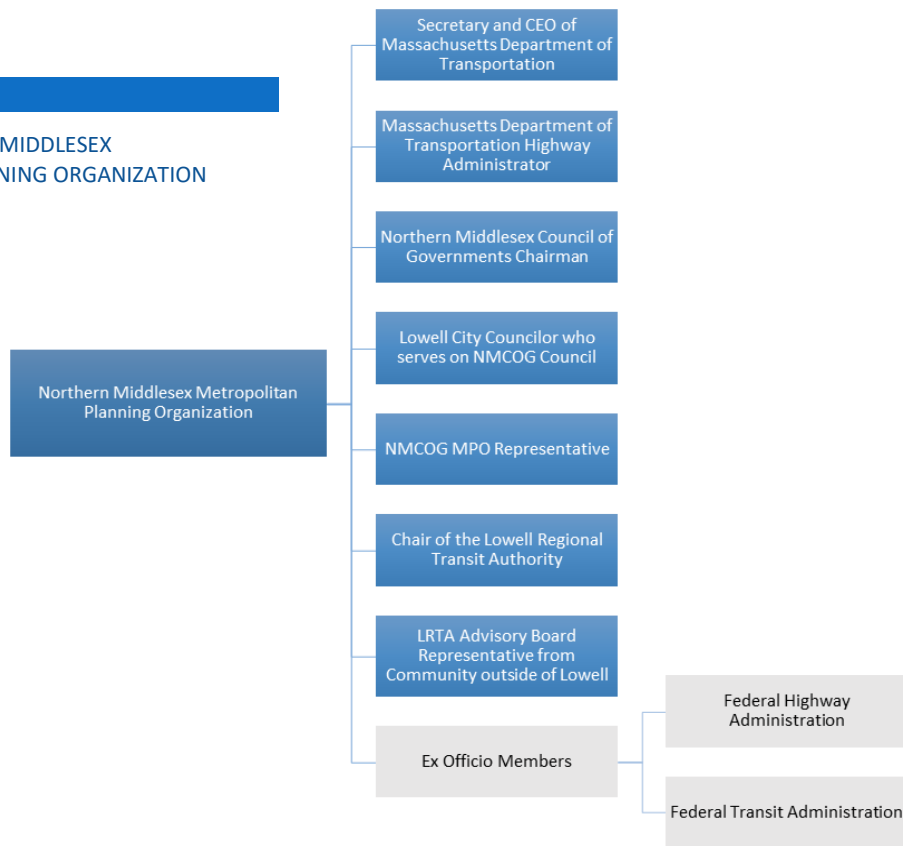 MIDDLESEX
NING ORGANIZATION
Secretary and CEO of
Massachusetts Department of
Transportation
Massachusetts Department of
Transportation Highway
Administrator
Northern Middlesex Council of
Governments Chairman
Lowell City Councilor who
serves on NMCOG Council
Northern Middlesex Metropolitan
Planning Organization
NMCOG MPO Representative
Chair of the Lowell Regional
Transit Authority
LRTA Advisory Board
Representative from
Community outside of Lowell
Ex Officio Members
Federal Highway
Administration
Federal Transit Administration